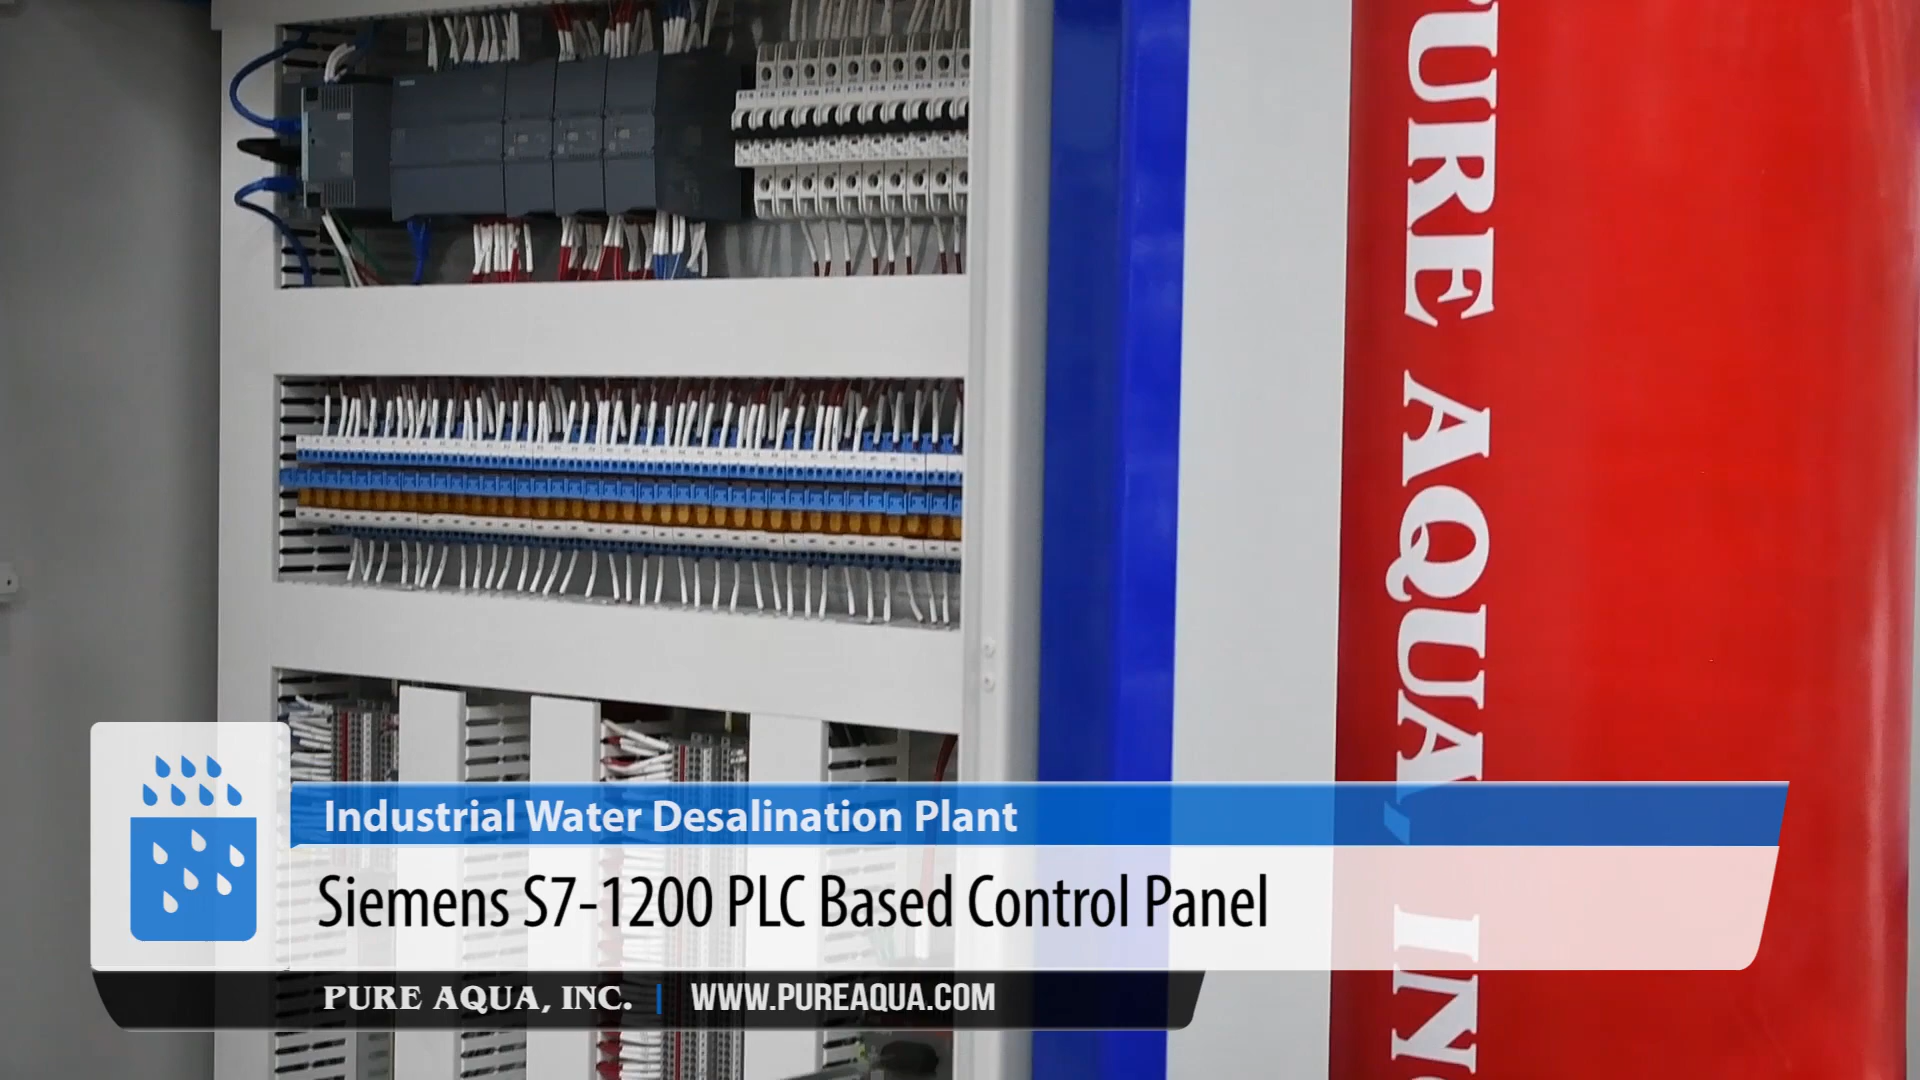 PURE AQUA, INC
Industrial Water Desalination Plant
Siemens S7-1200 PLC Based Control Panel
PURE AQUA, INC. | WWW.PUREAQUA.COM